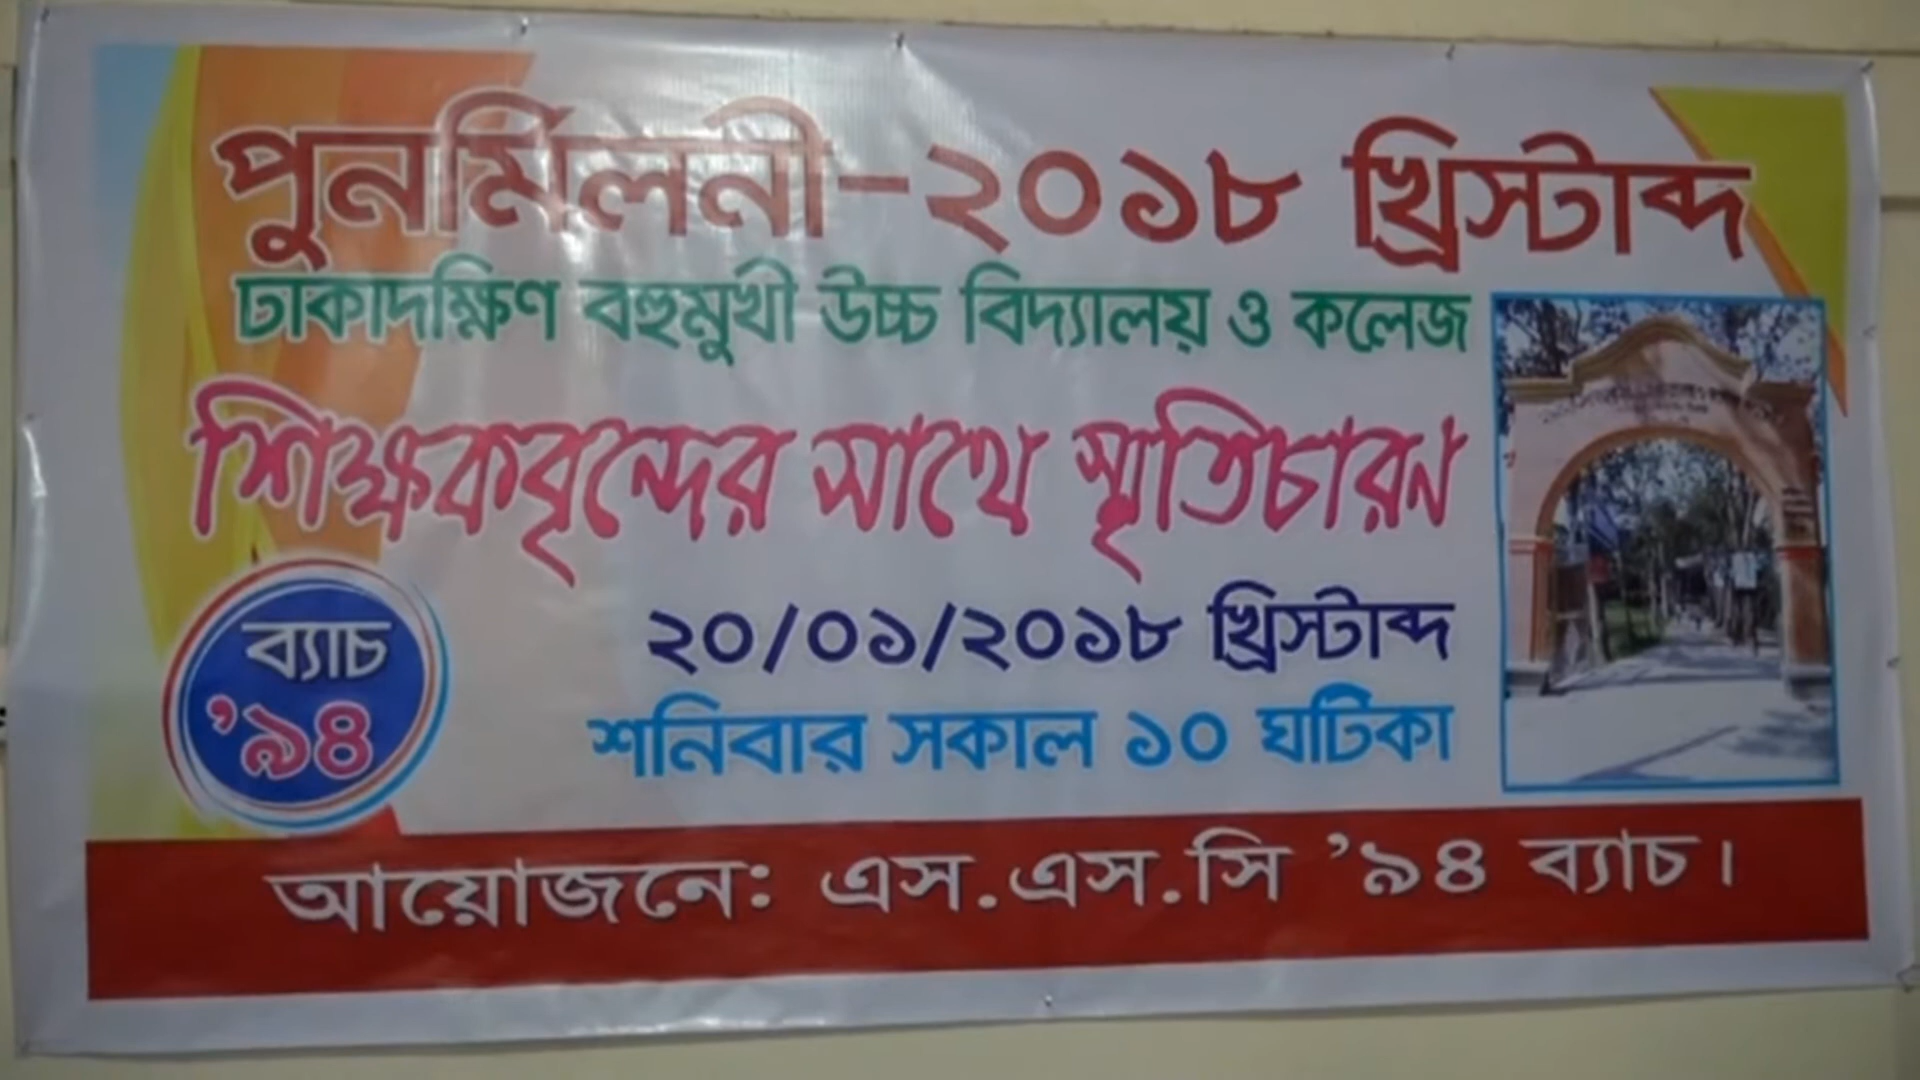 পুনর্মিলনী-২০১৮ খ্রিস্টাব্দ
ঢাকাদক্ষিণ বহুমুখী উচ্চ বিদ্যালয় ও কলেজ
শিক্ষকবৃন্দের সাথে স্মৃতিচারণ
ব্যাচ
’৯৪
২০/০১/২০১৮ খ্রিস্টাব্দ
শনিবার সকাল ১০ ঘটিকা
আয়োজনে: এস.এস.সি ’৯৪ ব্যাচ।